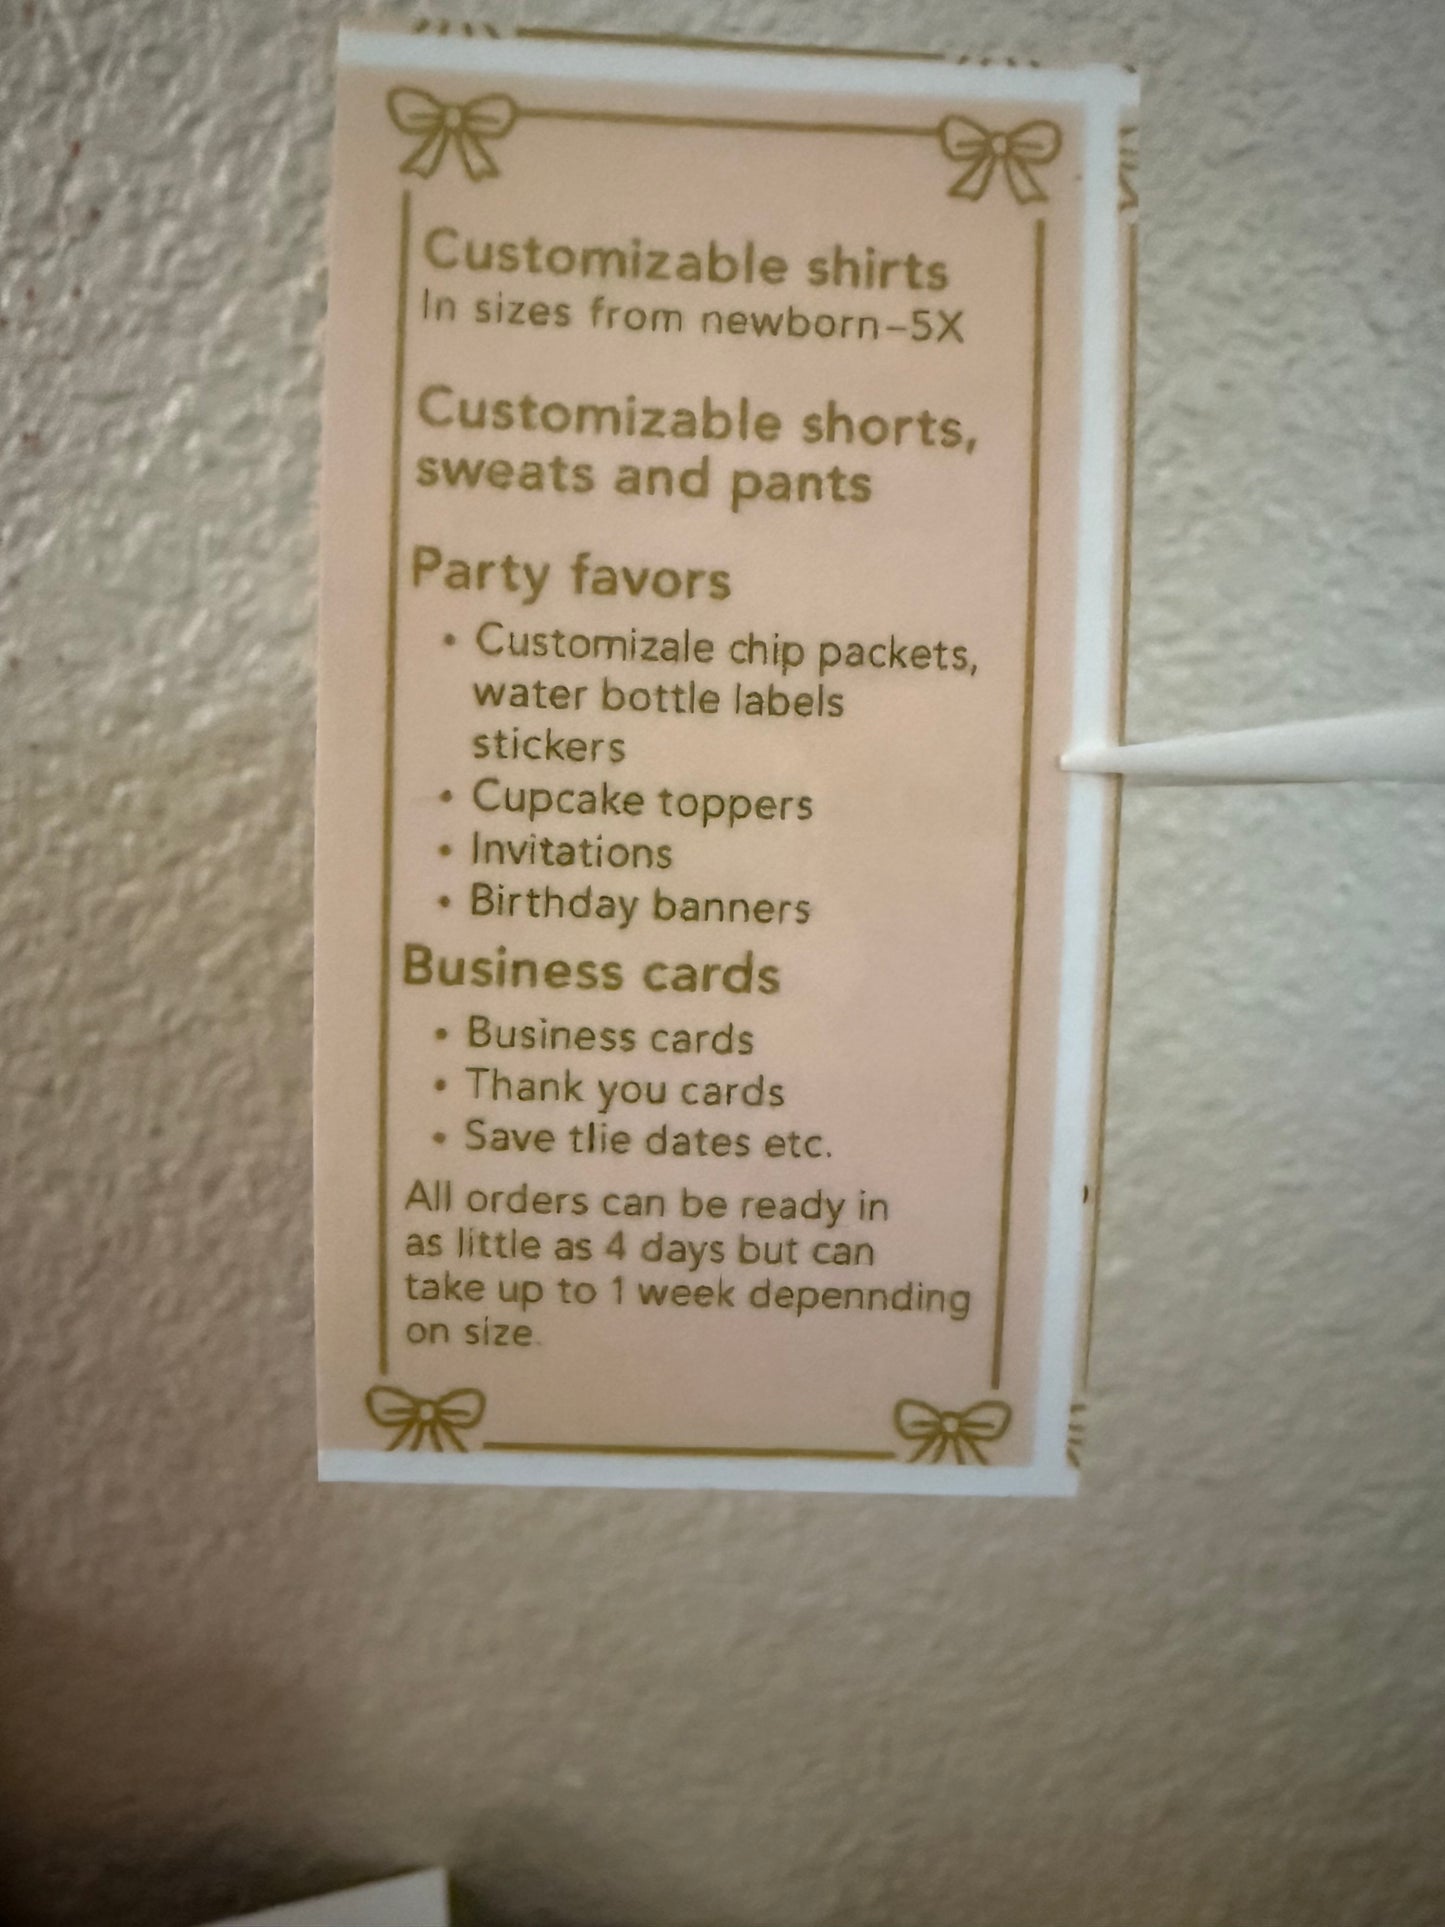 Customizable shirts
In sizes from newborn–5X
Customizable shorts,
sweats and pants
Party favors
• Customizale chip packets,
water bottle labels
stickers
• Cupcake toppers
• Invitations
• Birthday banners
Business cards
• Business cards
• Thank you cards
• Save tlie dates etc.
All orders can be ready in
as little as 4 days but can
take up to 1 week depennding
on size.